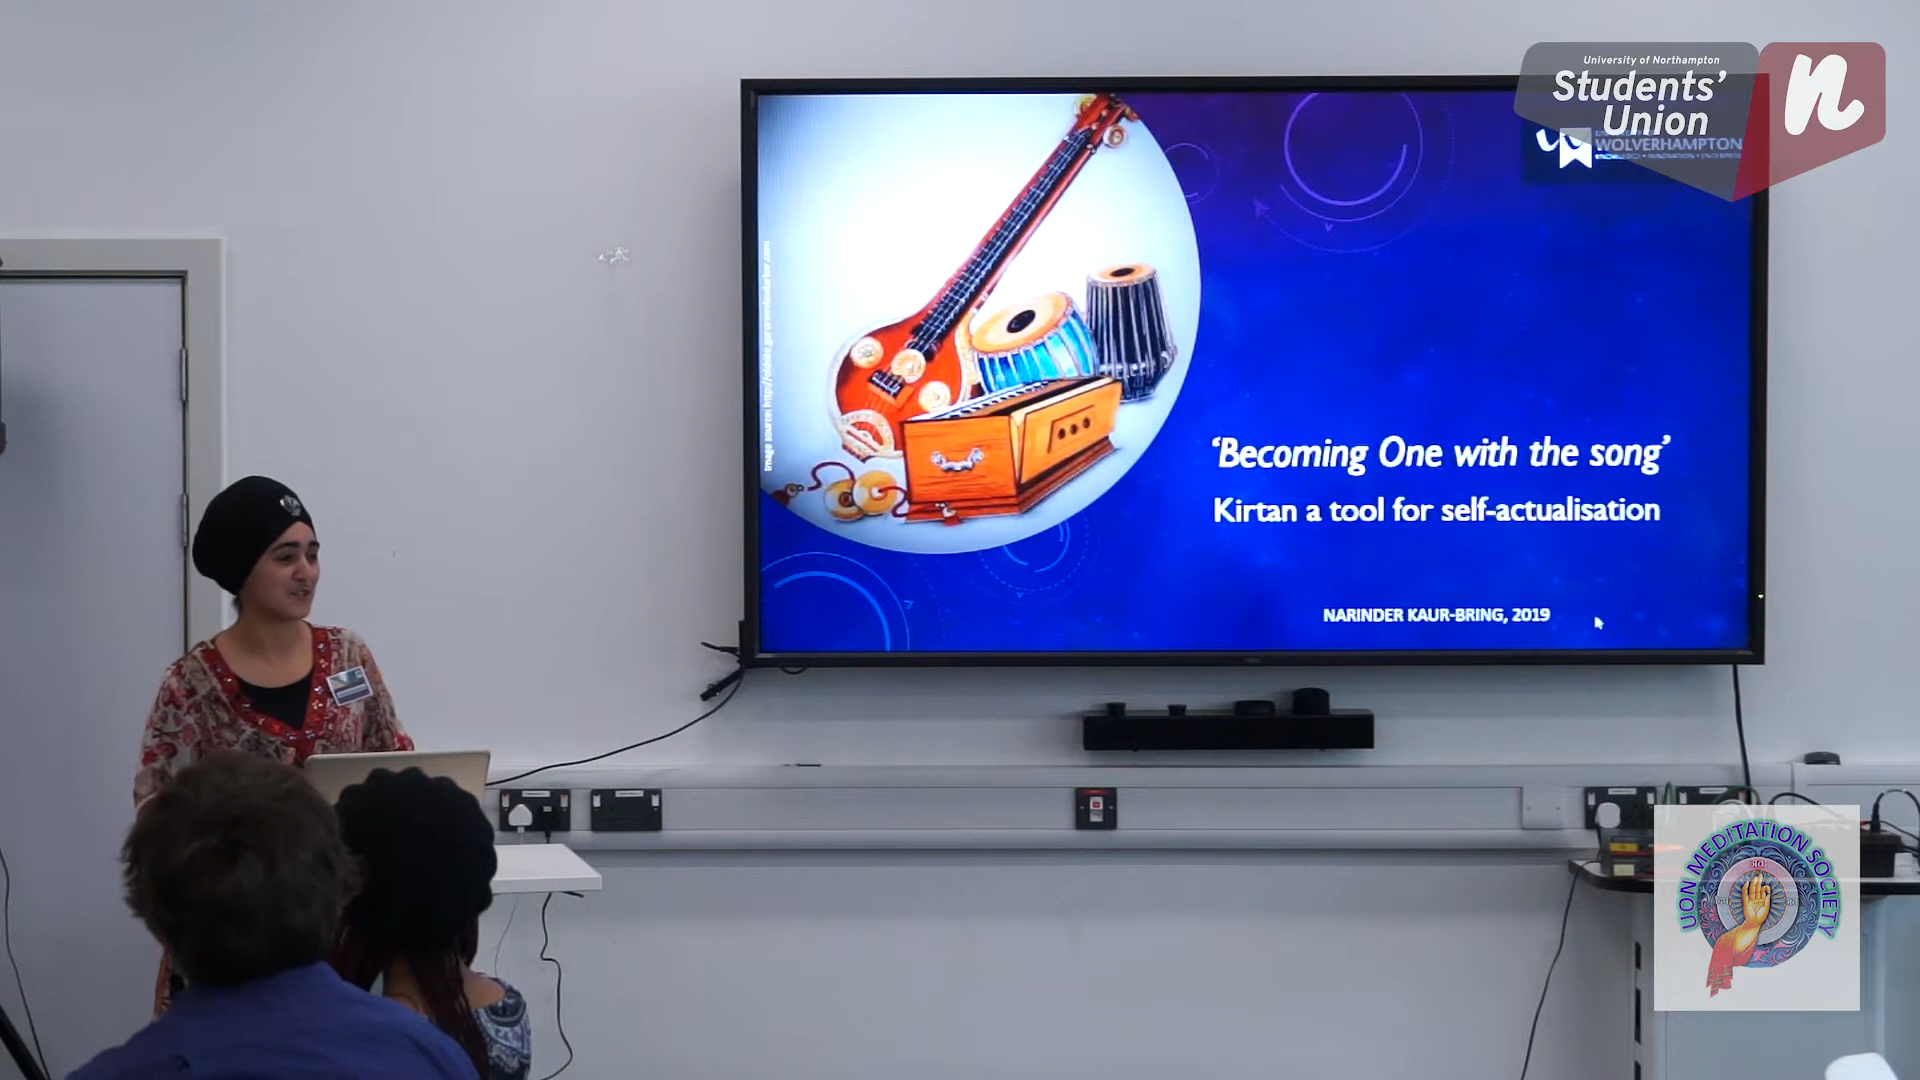 University of Northampton
Students'
Union
n
WOLVERHAMPTON
'Becoming One with the song'
Kirtan a tool for self-actualisation
NARINDER KAUR-BRING, 2019
UON MEDITATION SOCIETY